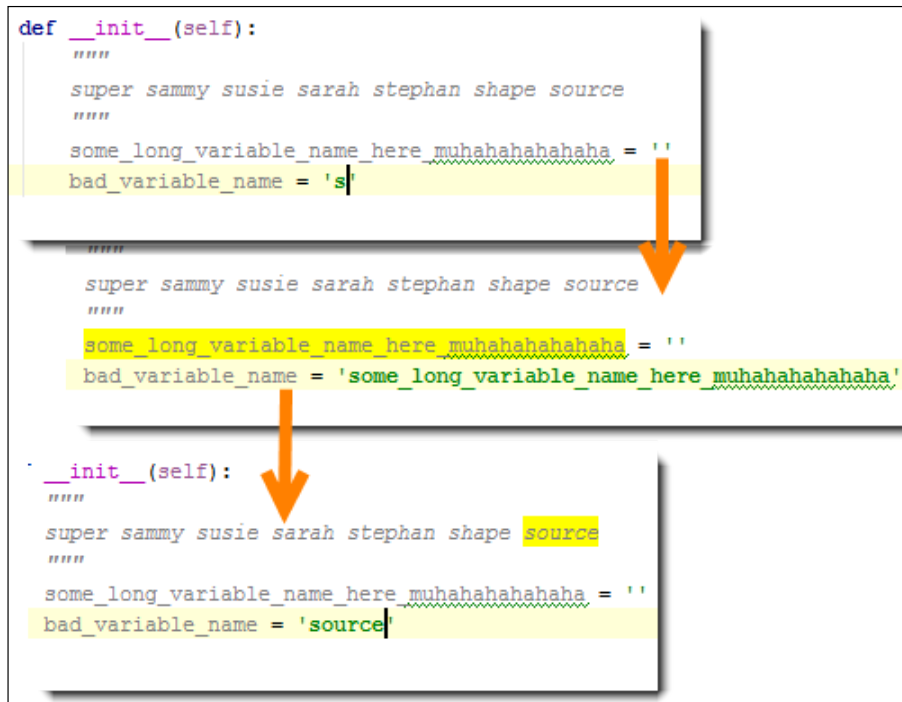 def __init__(self):
"""
super sammy susie sarah stephan shape source
"""
some_long_variable_name_here_muhahahahahaha = ''
bad_variable_name = 's'
"""
super sammy susie sarah stephan shape source
"""
some_long_variable_name_here_muhahahahahaha = ''
bad_variable_name = 'some_long_variable_name_here_muhahahahahaha'
__init__(self):
"""
super sammy susie sarah stephan shape source
"""
some_long_variable_name_here_muhahahahahaha = ''
bad_variable_name = 'source'